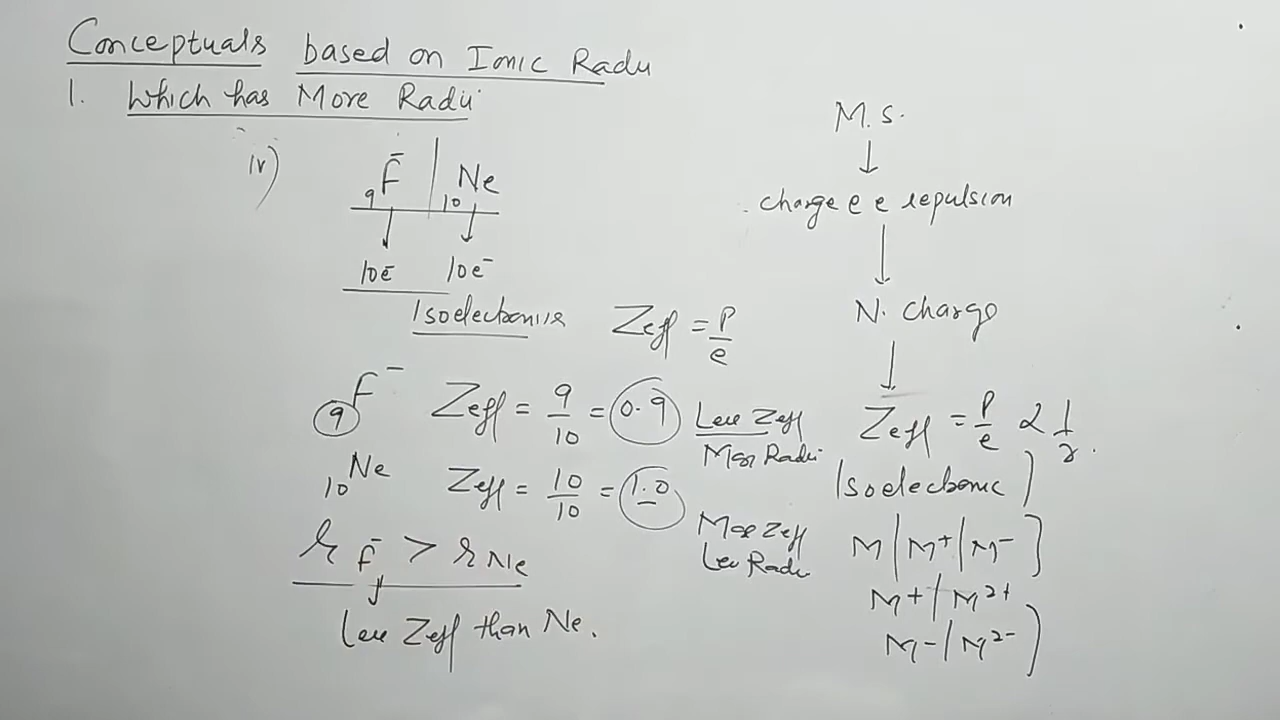 Conceptuals based on Ionic Radii
1. Which has More Radii
iv) ₉F⁻ | ₁₀Ne
10e⁻ 10e⁻
Isoelectronic
Zeff = P/e
₉F⁻ Zeff = 9/10 = 0.9 Less Zeff
More Radii
₁₀Ne Zeff = 10/10 = 1.0
More Zeff
Less Radii
r F⁻ > r Ne
Less Zeff than Ne.
M.S.
↓
charge e e repulsion
↓
N. Charge
↓
Zeff = P/e ∝ 1/r.
Isoelectronic )
M | M⁺ | M⁻ ]
M⁺ / M²⁺
M⁻ / M²⁻ )